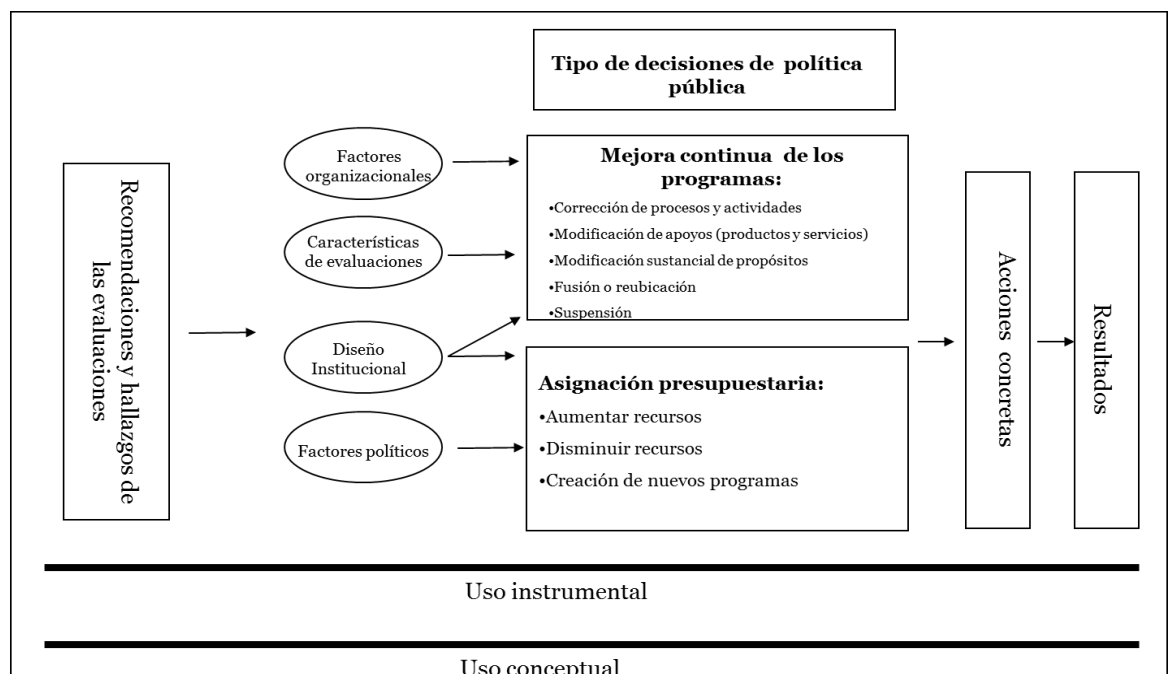 Tipo de decisiones de política
pública
Recomendaciones y hallazgos de
las evaluaciones
Factores
organizacionales
Características
de evaluaciones
Diseño
Institucional
Factores políticos
Mejora continua de los
programas:
•Corrección de procesos y actividades
•Modificación de apoyos (productos y servicios)
•Modificación sustancial de propósitos
•Fusión o reubicación
•Suspensión
Asignación presupuestaria:
•Aumentar recursos
•Disminuir recursos
•Creación de nuevos programas
Acciones concretas
Resultados
Uso instrumental
Uso conceptual